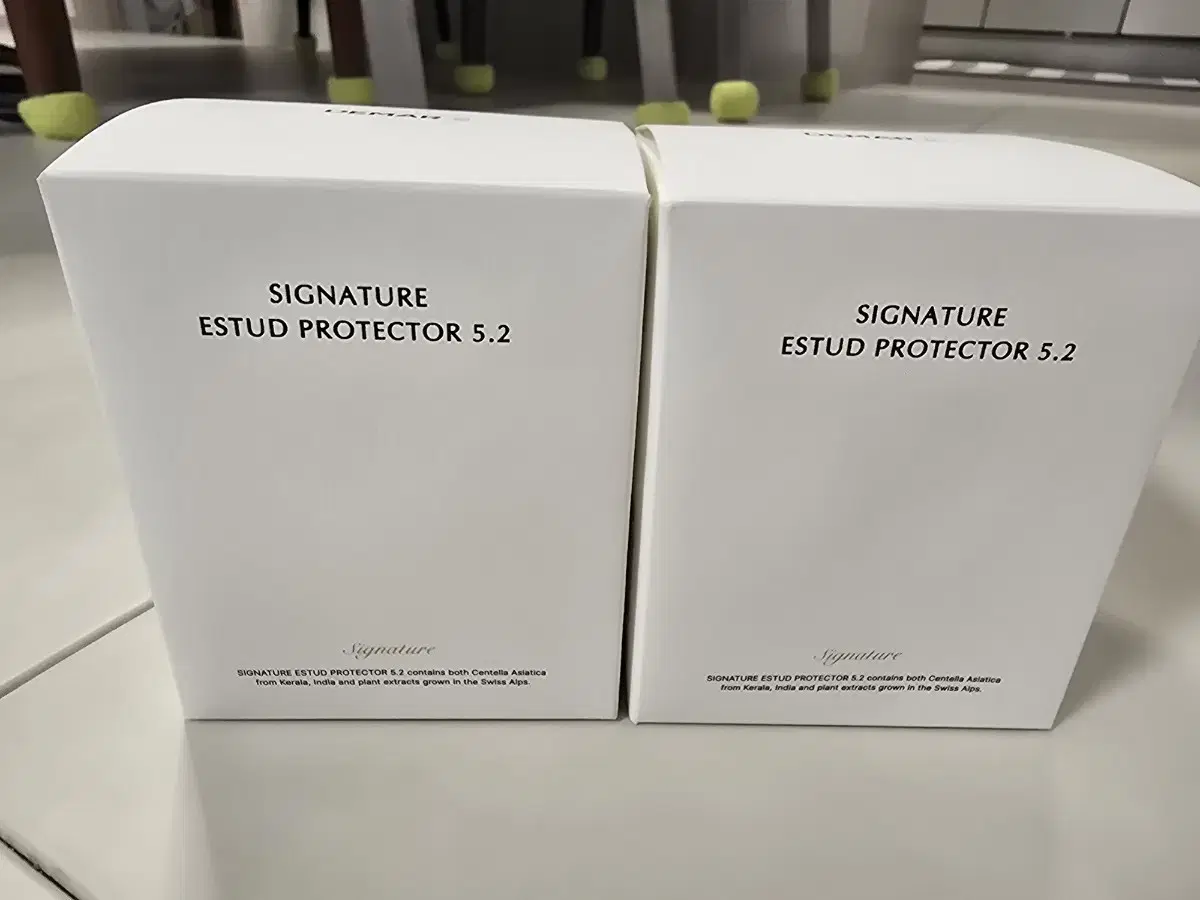 SIGNATURE
ESTUD PROTECTOR 5.2
Signature
SIGNATURE ESTUD PROTECTOR 5.2 contains both Centella Asiatica
from Kerala, India and plant extracts grown in the Swiss Alps.
SIGNATURE
ESTUD PROTECTOR 5.2
Signature
SIGNATURE ESTUD PROTECTOR 5.2 contains both Centella Asiatica
from Kerala, India and plant extracts grown in the Swiss Alps.